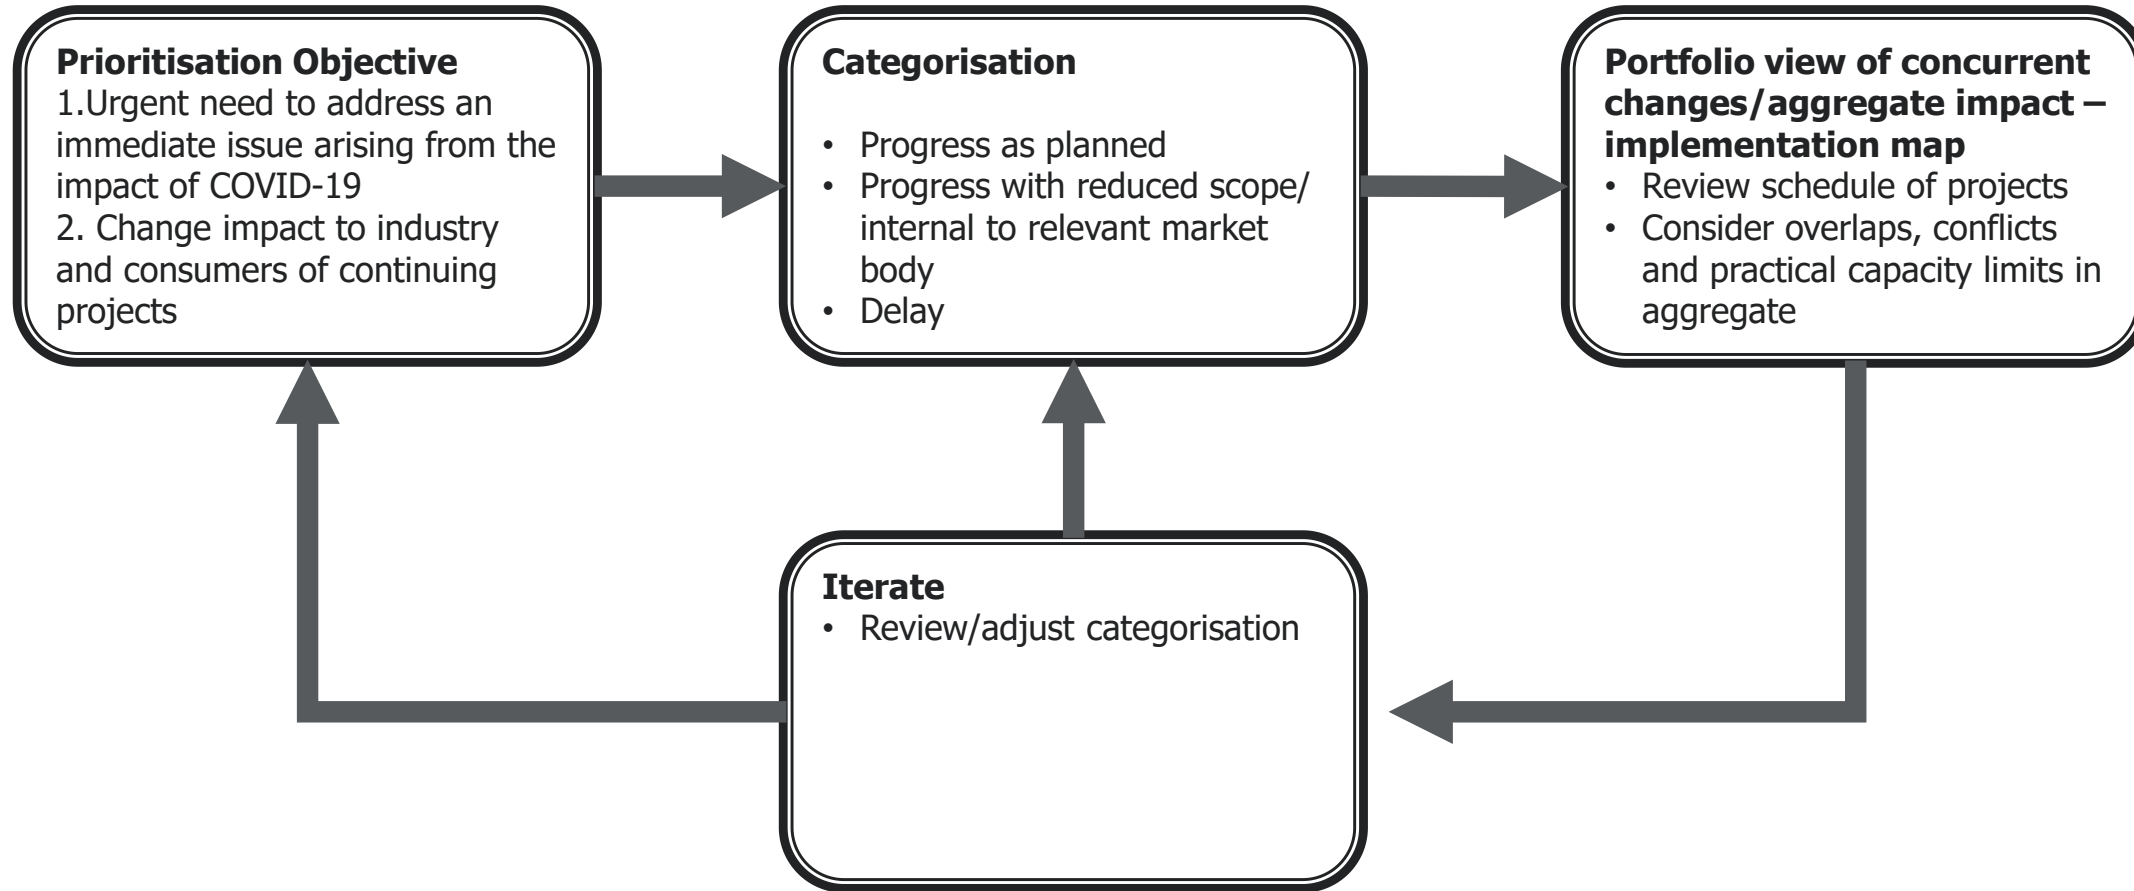 Prioritisation Objective
1.Urgent need to address an
immediate issue arising from the
impact of COVID-19
2. Change impact to industry
and consumers of continuing
projects
Categorisation
• Progress as planned
• Progress with reduced scope/
internal to relevant market
body
• Delay
Portfolio view of concurrent
changes/aggregate impact –
implementation map
• Review schedule of projects
• Consider overlaps, conflicts
and practical capacity limits in
aggregate
Iterate
• Review/adjust categorisation